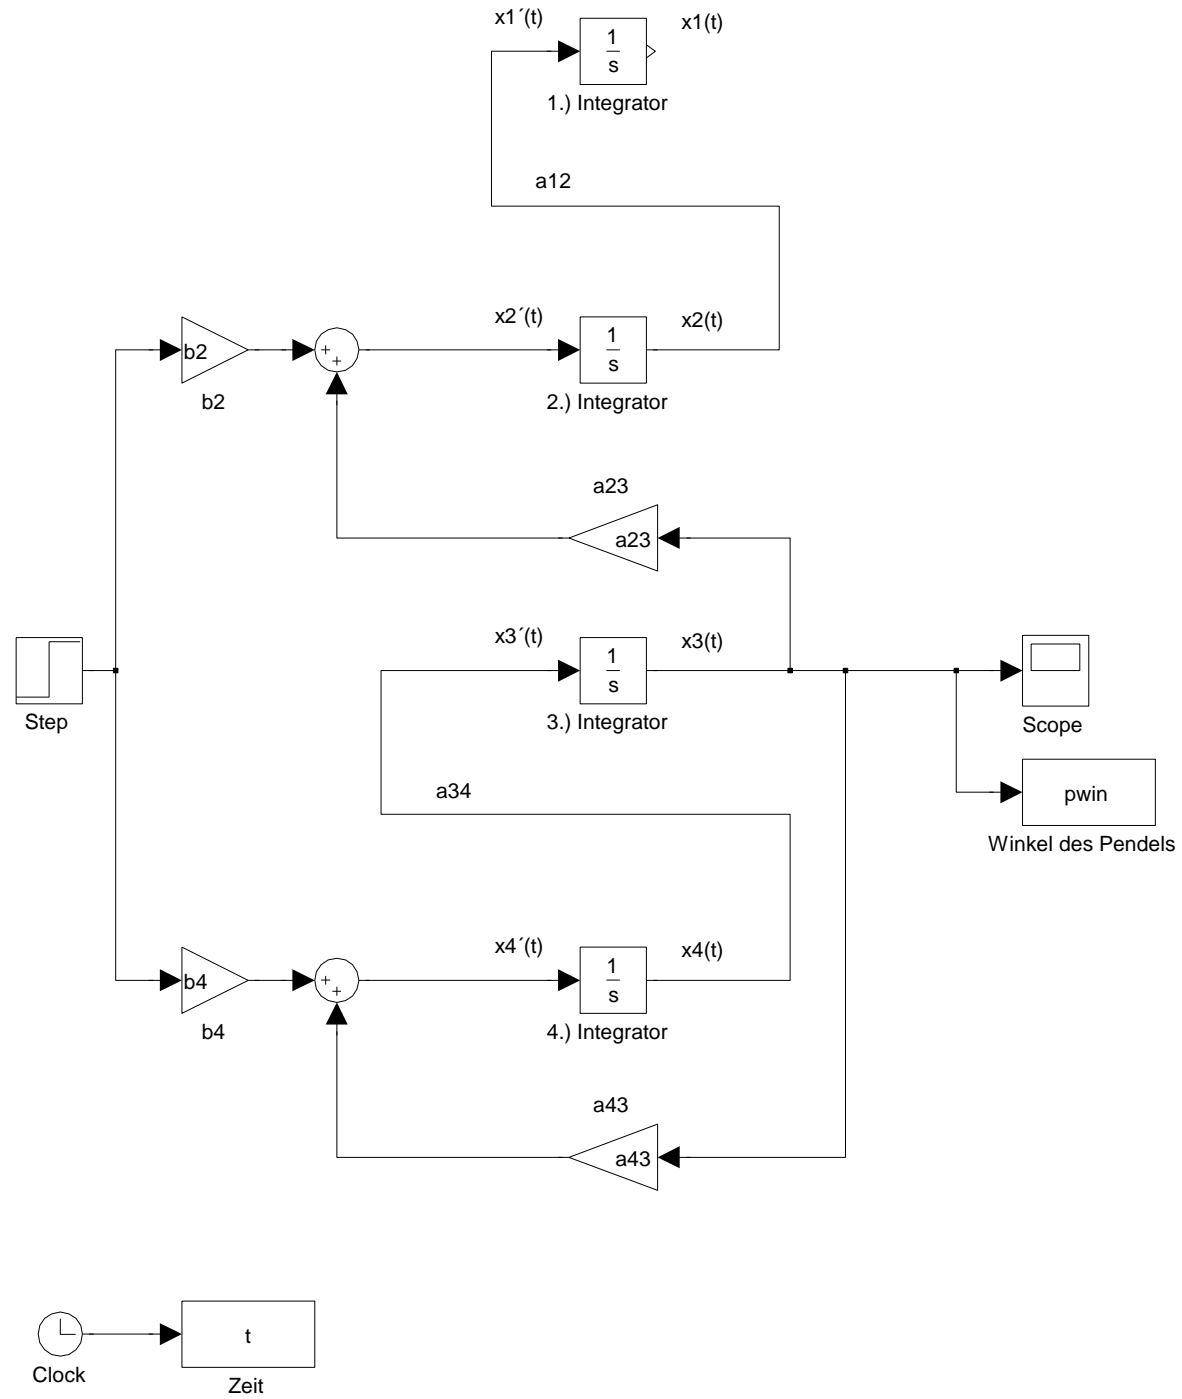 x1´(t)
1
s
x1(t)
1.) Integrator
a12
b2
b2
+
+
x2´(t)
1
s
x2(t)
2.) Integrator
a23
a23
Step
x3´(t)
1
s
x3(t)
3.) Integrator
Scope
a34
pwin
Winkel des Pendels
b4
b4
+
+
x4´(t)
1
s
x4(t)
4.) Integrator
a43
a43
Clock
t
Zeit